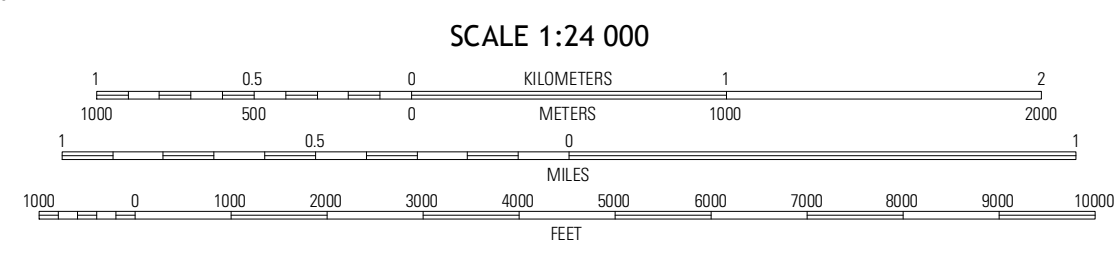 SCALE 1:24 000
1 0.5 0 KILOMETERS 1 2
1000 500 0 METERS 1000 2000
1 0.5 0 1
MILES
1000 0 1000 2000 3000 4000 5000 6000 7000 8000 9000 10000
FEET